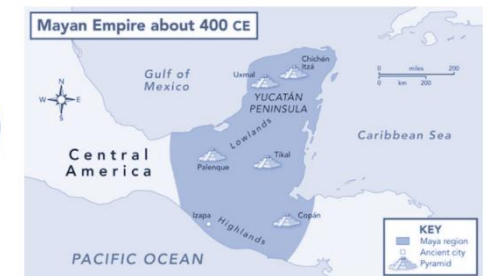 Mayan Empire about 400 CE
Gulf of
Mexico
Chichén
Itzá
Uxmal
0 miles 200
0 km 200
N
W E
S
YUCATÁN
PENINSULA
Lowlands
Caribbean Sea
Central
America
Palenque
Tikal
Izapa
Highlands
Copán
PACIFIC OCEAN
KEY
Maya region
Ancient city
Pyramid